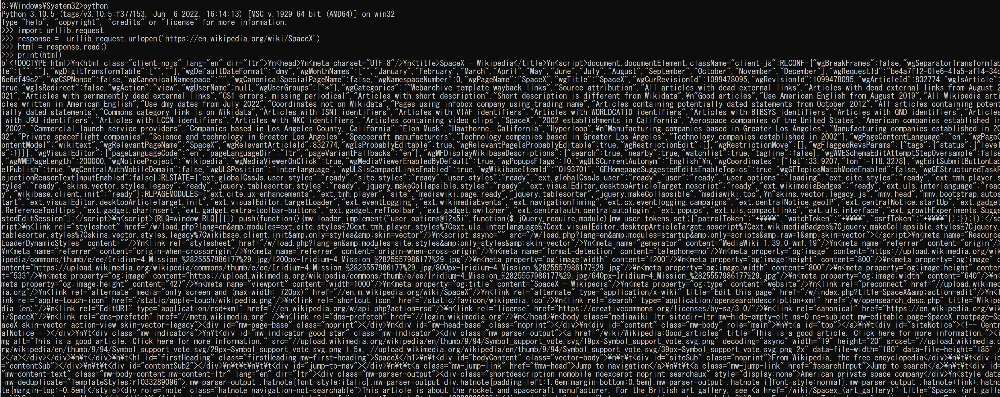 C:¥Windows¥System32>python
Python 3.10.5 (tags/v3.10.5:f377153, Jun  6 2022, 16:14:13) [MSC v.1929 64 bit (AMD64)] on win32
Type "help", "copyright", "credits" or "license" for more information.
>>> import urllib.request
>>> response =  urllib.request.urlopen('https://en.wikipedia.org/wiki/SpaceX')
>>> html = response.read()
>>> print(html)
b'<!DOCTYPE html>¥n<html class="client-nojs" lang="en" dir="ltr">¥n<head>¥n<meta charset="UTF-8"/>¥n<title>SpaceX - Wikipedia</title>¥n<script>document.documentElement.className="client-js";RLCONF={"wgBreakFrames":false,"wgSeparatorTransformTab
le":["",""],"wgDigitTransformTable":["",""],"wgDefaultDateFormat":"dmy","wgMonthNames":["","January","February","March","April","May","June","July","August","September","October","November","December"],"wgRequestId":"be4a7f12-01e6-41a5-af14-34c
6e6df49c2","wgCSPNonce":false,"wgCanonicalNamespace":"","wgCanonicalSpecialPageName":false,"wgNamespaceNumber":0,"wgPageName":"SpaceX","wgTitle":"SpaceX","wgCurRevisionId":1099478095,"wgRevisionId":1099478095,"wgArticleId":832774,"wgIsArticle":
true,"wgIsRedirect":false,"wgAction":"view","wgUserName":null,"wgUserGroups":["*"],"wgCategories":["Webarchive template wayback links","Source attribution","All articles with dead external links","Articles with dead external links from August 2
021","Articles with permanently dead external links","CS1 errors: missing periodical","Articles with short description","Short description is different from Wikidata",¥n"Good articles","Use American English from August 2019","All Wikipedia arti
cles written in American English","Use dmy dates from July 2022","Coordinates not on Wikidata","Pages using infobox company using trading name","Articles containing potentially dated statements from October 2012","All articles containing potent
ially dated statements","Commons category link is on Wikidata","Articles with ISNI identifiers","Articles with VIAF identifiers","Articles with WORLDCATID identifiers","Articles with BIBSYS identifiers","Articles with GND identifiers","Articles
 with J9U identifiers","Articles with LCCN identifiers","Articles with NKC identifiers","Articles containing video clips","SpaceX","2002 establishments in California","Aerospace companies of the United States","American companies established in
 2002","Commercial launch service providers","Companies based in Los Angeles County, California","Elon Musk","Hawthorne, California","Hyperloop",¥n"Manufacturing companies based in Greater Los Angeles","Manufacturing companies established in 20
02","Private spaceflight companies","Science and technology in Greater Los Angeles","Spacecraft manufacturers","Technology companies based in Greater Los Angeles","Technology companies established in 2002"],"wgPageContentLanguage":"en","wgPageC
ontentModel":"wikitext","wgRelevantPageName":"SpaceX","wgRelevantArticleId":832774,"wgIsProbablyEditable":true,"wgRelevantPageIsProbablyEditable":true,"wgRestrictionEdit":[],"wgRestrictionMove":[],"wgFlaggedRevsParams":{"tags":{"status":{"level
s":1}}},"wgVisualEditor":{"pageLanguageCode":"en","pageLanguageDir":"ltr","pageVariantFallbacks":"en"},"wgMFDisplayWikibaseDescriptions":{"search":true,"nearby":true,"watchlist":true,"tagline":false},"wgWMESchemaEditAttemptStepOversample":false
,"wgWMEPageLength":200000,"wgNoticeProject":"wikipedia","wgMediaViewerOnClick":true,"wgMediaViewerEnabledByDefault":true,"wgPopupsFlags":10,"wgULSCurrentAutonym":"English"¥n,"wgCoordinates":{"lat":33.9207,"lon":-118.3278},"wgEditSubmitButtonLab
elPublish":true,"wgCentralAuthMobileDomain":false,"wgULSPosition":"interlanguage","wgULSisCompactLinksEnabled":true,"wgWikibaseItemId":"Q193701","GEHomepageSuggestedEditsEnableTopics":true,"wgGETopicsMatchModeEnabled":false,"wgGEStructuredTaskR
ejectionReasonTextInputEnabled":false};RLSTATE={"ext.globalCssJs.user.styles":"ready","site.styles":"ready","user.styles":"ready","ext.globalCssJs.user":"ready","user":"ready","user.options":"loading","ext.cite.styles":"ready","ext.tmh.player.s
tyles":"ready","skins.vector.styles.legacy":"ready","jquery.tablesorter.styles":"ready","jquery.makeCollapsible.styles":"ready","ext.visualEditor.desktopArticleTarget.noscript":"ready","ext.wikimediaBadges":"ready","ext.uls.interlanguage":"read
y","wikibase.client.init":"ready"};RLPAGEMODULES=["ext.cite.ux-enhancements","ext.tmh.player","site","mediawiki.page.ready","jquery.tablesorter","jquery.makeCollapsible","mediawiki.toc",¥n"skins.vector.legacy.js","mmv.head","mmv.bootstrap.autos
tart","ext.visualEditor.desktopArticleTarget.init","ext.visualEditor.targetLoader","ext.eventLogging","ext.wikimediaEvents","ext.navigationTiming","ext.cx.eventlogging.campaigns","ext.centralNotice.geoIP","ext.centralNotice.startUp","ext.gadget
.ReferenceTooltips","ext.gadget.charinsert","ext.gadget.extra-toolbar-buttons","ext.gadget.refToolbar","ext.gadget.switcher","ext.centralauth.centralautologin","ext.popups","ext.uls.compactlinks","ext.uls.interface","ext.growthExperiments.Sugge
stedEditSession"];</script>¥n<script>(RLQ=window.RLQ||[]).push(function(){mw.loader.implement("user.options@12s5i",function($,jQuery,require,module){mw.user.tokens.set({"patrolToken":"+¥¥¥¥","watchToken":"+¥¥¥¥","csrfToken":"+¥¥¥¥"});});});</sc
ript>¥n<link rel="stylesheet" href="/w/load.php?lang=en&amp;modules=ext.cite.styles%7Cext.tmh.player.styles%7Cext.uls.interlanguage%7Cext.visualEditor.desktopArticleTarget.noscript%7Cext.wikimediaBadges%7Cjquery.makeCollapsible.styles%7Cjquery.
tablesorter.styles%7Cskins.vector.styles.legacy%7Cwikibase.client.init&amp;only=styles&amp;skin=vector"/>¥n<script async="" src="/w/load.php?lang=en&amp;modules=startup&amp;only=scripts&amp;raw=1&amp;skin=vector"></script>¥n<meta name="Resource
LoaderDynamicStyles" content=""/>¥n<link rel="stylesheet" href="/w/load.php?lang=en&amp;modules=site.styles&amp;only=styles&amp;skin=vector"/>¥n<meta name="generator" content="MediaWiki 1.39.0-wmf.19"/>¥n<meta name="referrer" content="origin"/>
¥n<meta name="referrer" content="origin-when-crossorigin"/>¥n<meta name="referrer" content="origin-when-cross-origin"/>¥n<meta name="format-detection" content="telephone=no"/>¥n<meta property="og:image" content="https://upload.wikimedia.org/wik
ipedia/commons/thumb/e/ee/Iridium-4_Mission_%2825557986177%29.jpg/1200px-Iridium-4_Mission_%2825557986177%29.jpg"/>¥n<meta property="og:image:width" content="1200"/>¥n<meta property="og:image:height" content="800"/>¥n<meta property="og:image" c
ontent="https://upload.wikimedia.org/wikipedia/commons/thumb/e/ee/Iridium-4_Mission_%2825557986177%29.jpg/800px-Iridium-4_Mission_%2825557986177%29.jpg"/>¥n<meta property="og:image:width" content="800"/>¥n<meta property="og:image:height" conten
t="533"/>¥n<meta property="og:image" content="https://upload.wikimedia.org/wikipedia/commons/thumb/e/ee/Iridium-4_Mission_%2825557986177%29.jpg/640px-Iridium-4_Mission_%2825557986177%29.jpg"/>¥n<meta property="og:image:width" content="640"/>¥n<
meta property="og:image:height" content="427"/>¥n<meta name="viewport" content="width=1000"/>¥n<meta property="og:title" content="SpaceX - Wikipedia"/>¥n<meta property="og:type" content="website"/>¥n<link rel="preconnect" href="//upload.wikimed
ia.org"/>¥n<link rel="alternate" media="only screen and (max-width: 720px)" href="//en.m.wikipedia.org/wiki/SpaceX"/>¥n<link rel="alternate" type="application/x-wiki" title="Edit this page" href="/w/index.php?title=SpaceX&amp;action=edit"/>¥n<l
ink rel="apple-touch-icon" href="/static/apple-touch/wikipedia.png"/>¥n<link rel="shortcut icon" href="/static/favicon/wikipedia.ico"/>¥n<link rel="search" type="application/opensearchdescription+xml" href="/w/opensearch_desc.php" title="Wikipe
dia (en)"/>¥n<link rel="EditURI" type="application/rsd+xml" href="//en.wikipedia.org/w/api.php?action=rsd"/>¥n<link rel="license" href="https://creativecommons.org/licenses/by-sa/3.0/"/>¥n<link rel="canonical" href="https://en.wikipedia.org/wik
i/SpaceX"/>¥n<link rel="dns-prefetch" href="//meta.wikimedia.org" />¥n<link rel="dns-prefetch" href="//login.wikimedia.org"/>¥n</head>¥n<body class="mediawiki ltr sitedir-ltr mw-hide-empty-elt ns-0 ns-subject mw-editable page-SpaceX rootpage-Sp
aceX skin-vector action-view skin-vector-legacy"><div id="mw-page-base" class="noprint"></div>¥n<div id="mw-head-base" class="noprint"></div>¥n<div id="content" class="mw-body" role="main">¥n¥t<a id="top"></a>¥n¥t<div id="siteNotice"><!-- Centr
alNotice --></div>¥n¥t<div class="mw-indicators">¥n¥t<div id="mw-indicator-good-star" class="mw-indicator"><div class="mw-parser-output"><a href="/wiki/Wikipedia:Good_articles" title="This is a good article. Click here for more information."><i
mg alt="This is a good article. Click here for more information." src="//upload.wikimedia.org/wikipedia/en/thumb/9/94/Symbol_support_vote.svg/19px-Symbol_support_vote.svg.png" decoding="async" width="19" height="20" srcset="//upload.wikimedia.o
rg/wikipedia/en/thumb/9/94/Symbol_support_vote.svg/29px-Symbol_support_vote.svg.png 1.5x, //upload.wikimedia.org/wikipedia/en/thumb/9/94/Symbol_support_vote.svg/39px-Symbol_support_vote.svg.png 2x" data-file-width="180" data-file-height="185" /
></a></div></div>¥n¥t</div>¥n¥t<h1 id="firstHeading" class="firstHeading mw-first-heading">SpaceX</h1>¥n¥t<div id="bodyContent" class="vector-body">¥n¥t¥t<div id="siteSub" class="noprint">From Wikipedia, the free encyclopedia</div>¥n¥t¥t<div id
="contentSub"></div>¥n¥t¥t<div id="contentSub2"></div>¥n¥t¥t¥n¥t¥t<div id="jump-to-nav"></div>¥n¥t¥t<a class="mw-jump-link" href="#mw-head">Jump to navigation</a>¥n¥t¥t<a class="mw-jump-link" href="#searchInput">Jump to search</a>¥n¥t¥t<div id=
"mw-content-text" class="mw-body-content mw-content-ltr" lang="en" dir="ltr"><div class="mw-parser-output"><div class="shortdescription nomobile noexcerpt noprint searchaux" style="display:none">American private space company</div>¥n<style data
-mw-deduplicate="TemplateStyles:r1033289096">.mw-parser-output .hatnote{font-style:italic}.mw-parser-output div.hatnote{padding-left:1.6em;margin-bottom:0.5em}.mw-parser-output .hatnote i{font-style:normal}.mw-parser-output .hatnote+link+.hatno
te{margin-top:-0.5em}</style><div role="note" class="hatnote navigation-not-searchable">This article is about the rocket and spacecraft manufacturer. For the British art gallery, see <a href="/wiki/Spacex_(art_gallery)" title="Spacex (art galle